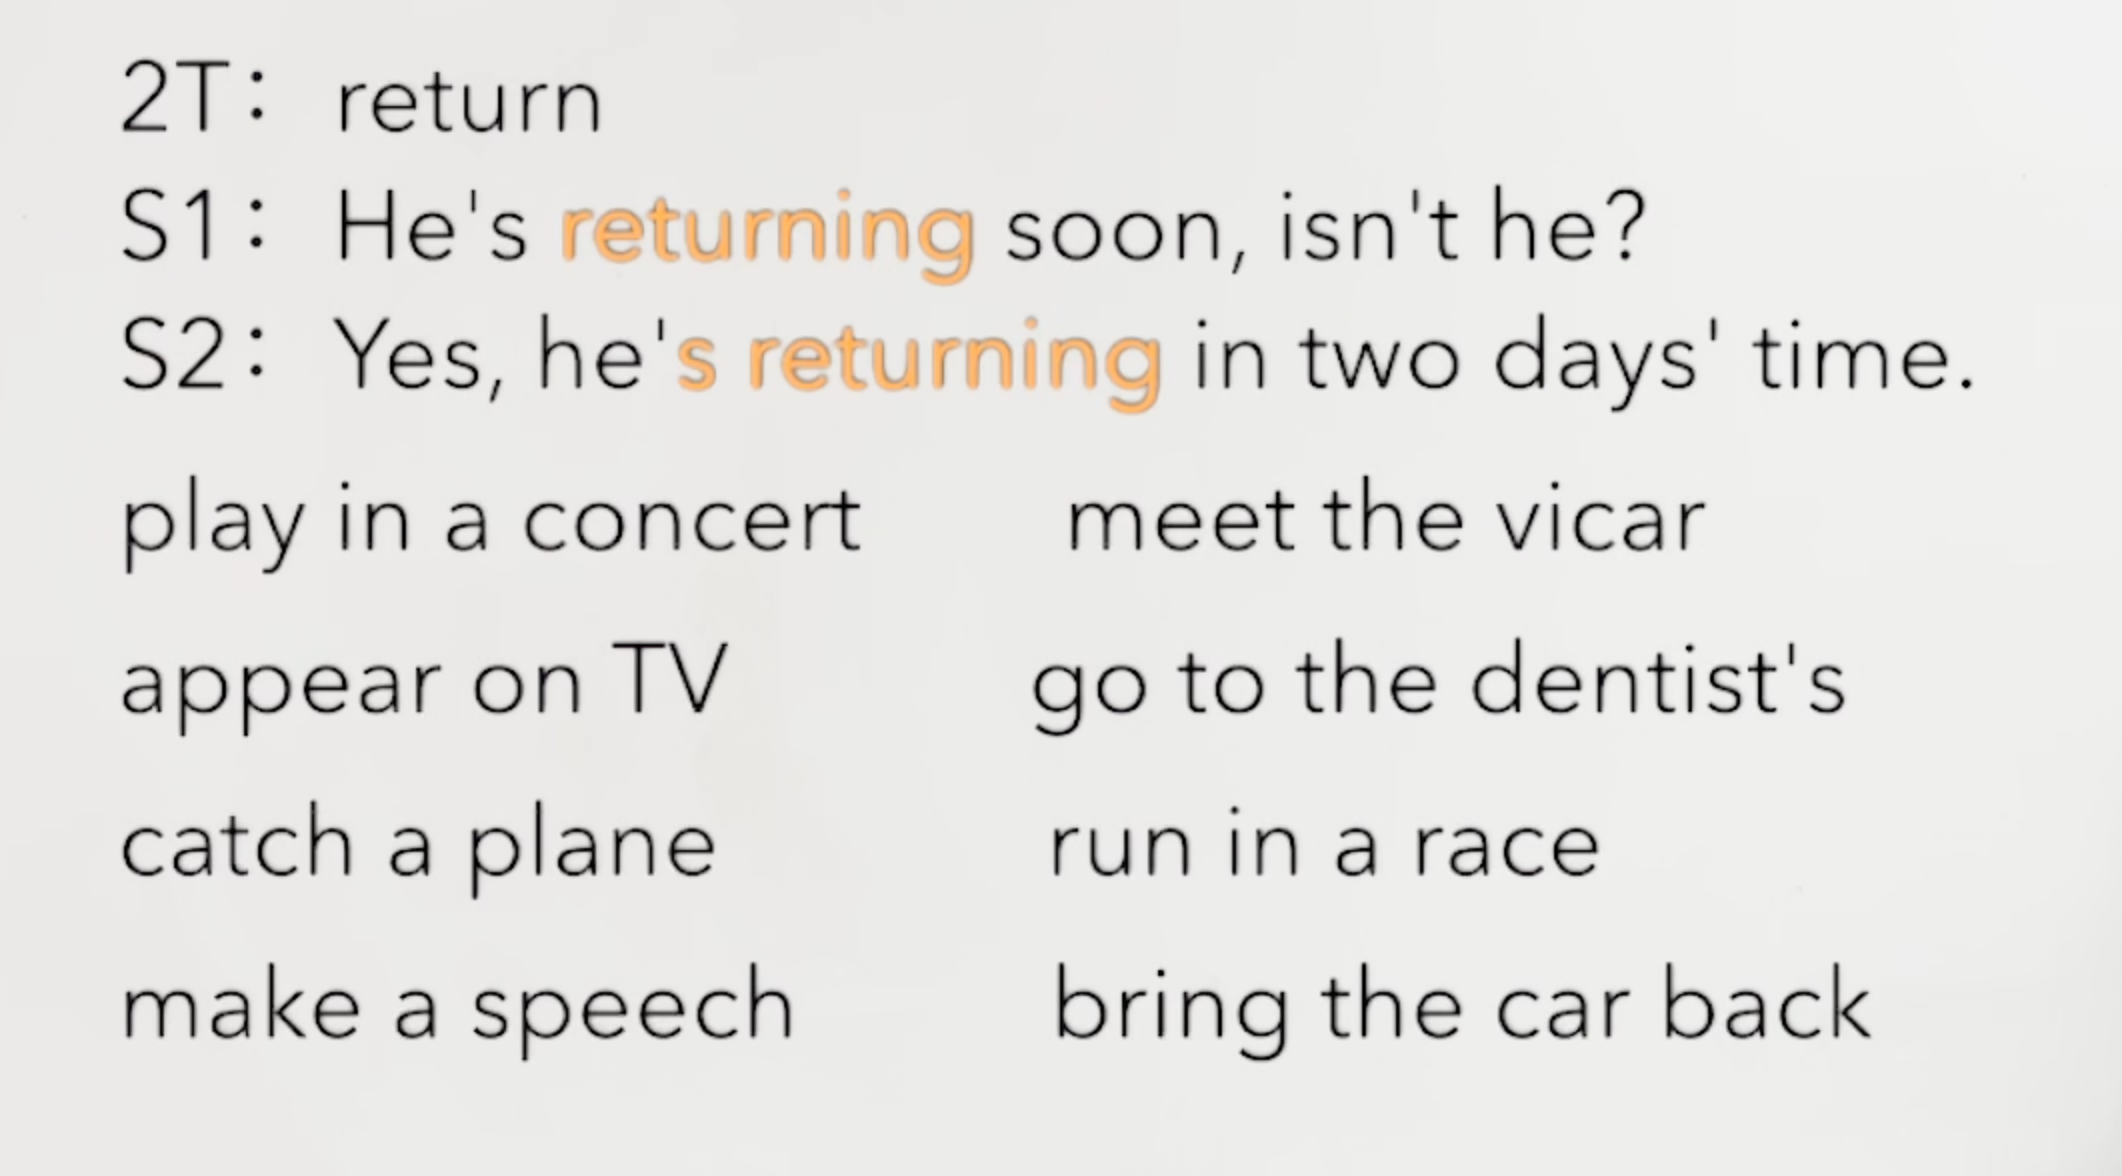 2T: return
S1: He's returning soon, isn't he?
S2: Yes, he's returning in two days' time.
play in a concert meet the vicar
appear on TV go to the dentist's
catch a plane run in a race
make a speech bring the car back